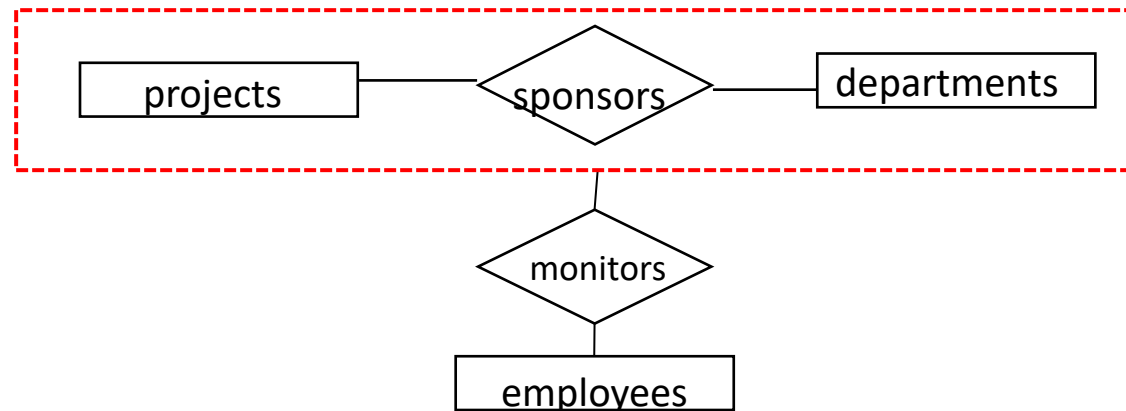 projects
sponsors
departments
monitors
employees